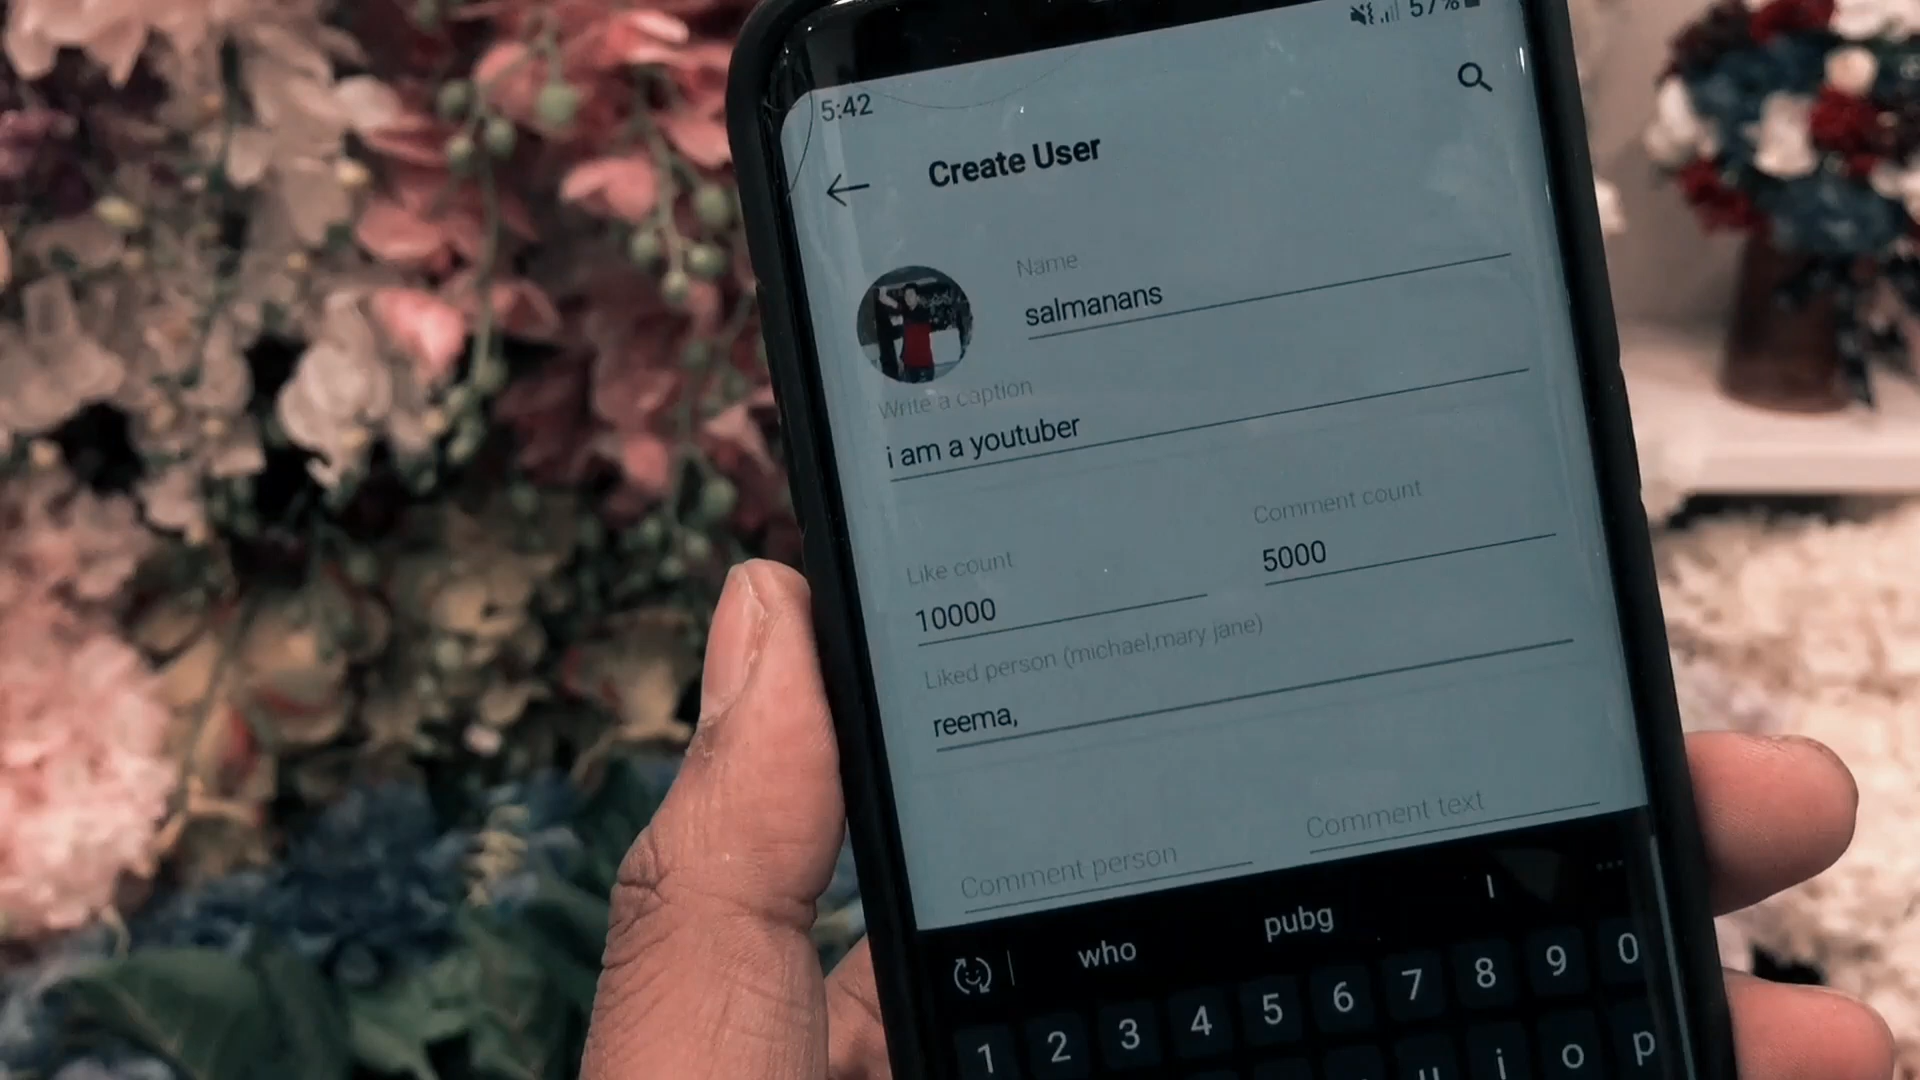 57%
5:42
Create User
Name
salmanans
Write a caption
i am a youtuber
Like count
Comment count
10000
5000
Liked person (michael,mary jane)
reema,
Comment person
Comment text
who
pubg
I
1 2 3 4 5 6 7 8 9 0
u i o p